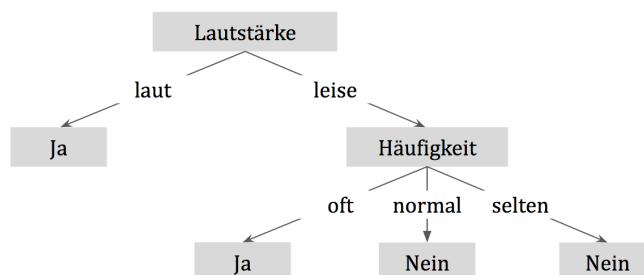 Lautstärke
laut leise
Ja Häufigkeit
oft normal selten
Ja Nein Nein